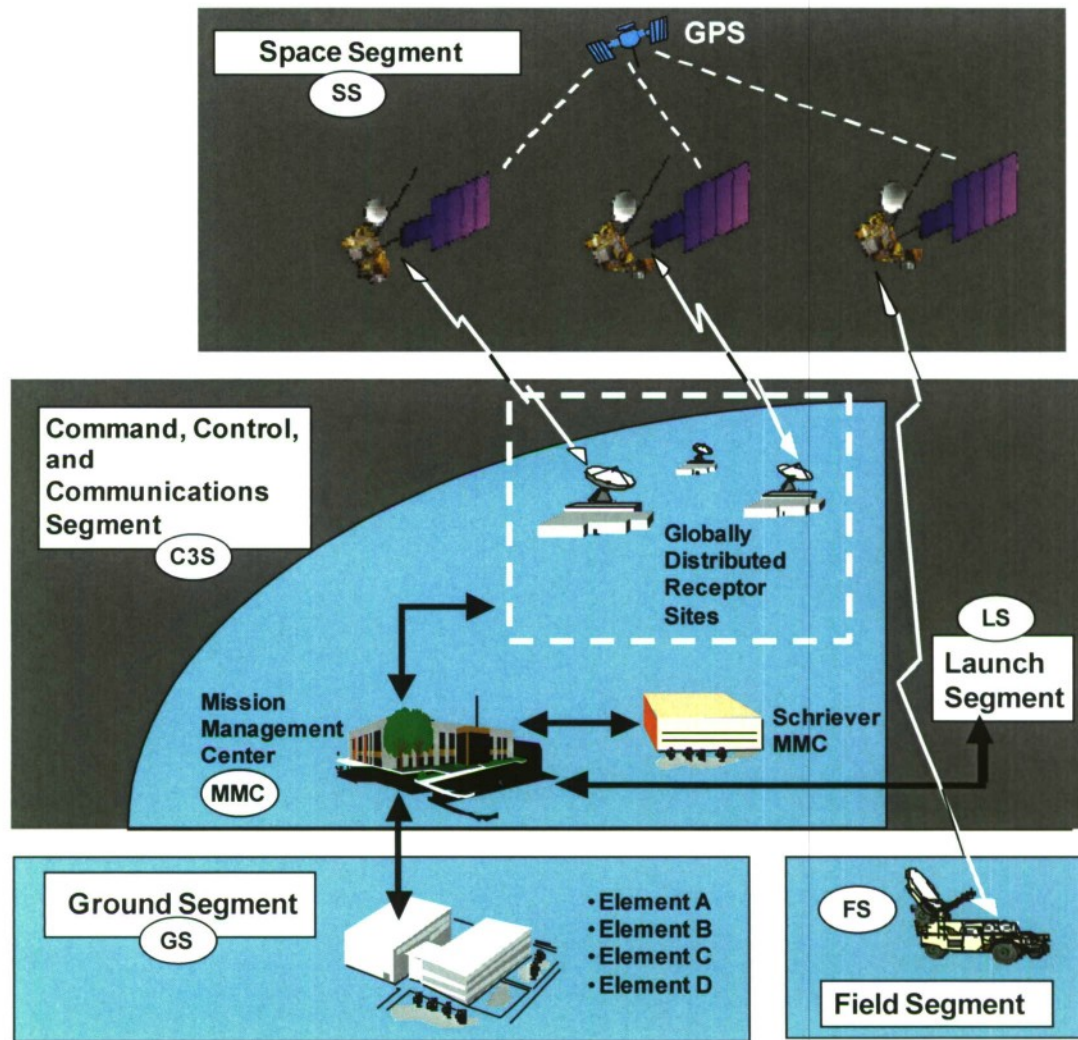 Space Segment
SS
GPS
Command, Control,
and
Communications
Segment
C3S
Globally
Distributed
Receptor
Sites
LS
Launch
Segment
Mission
Management
Center
MMC
Schriever
MMC
Ground Segment
GS
• Element A
• Element B
• Element C
• Element D
FS
Field Segment